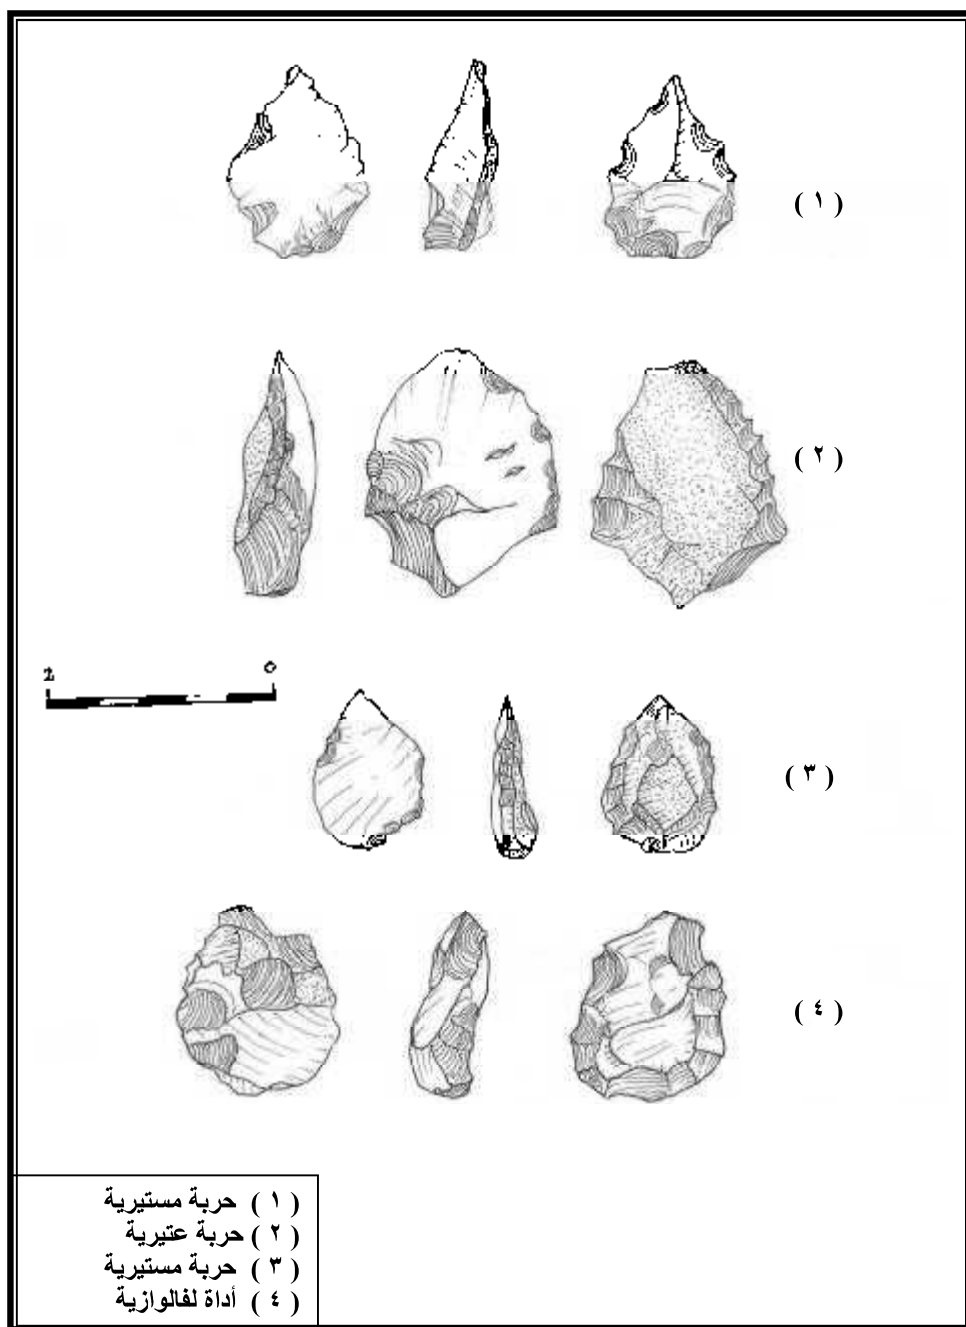 ( ١ )
( ٢ )
2 0
( ٣ )
( ٤ )
( ١ ) حربة مستيرية
( ٢ ) حربة عتيرية
( ٣ ) حربة مستيرية
( ٤ ) أداة لفالوازية